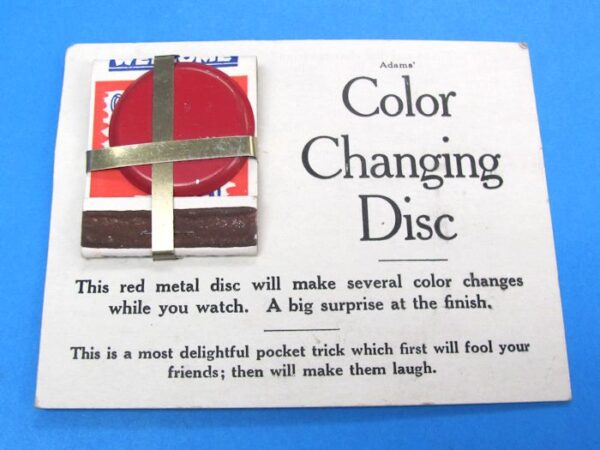 WELCOME
Adams'
Color
Changing
Disc
This red metal disc will make several color changes
while you watch. A big surprise at the finish.
This is a most delightful pocket trick which first will fool your
friends; then will make them laugh.